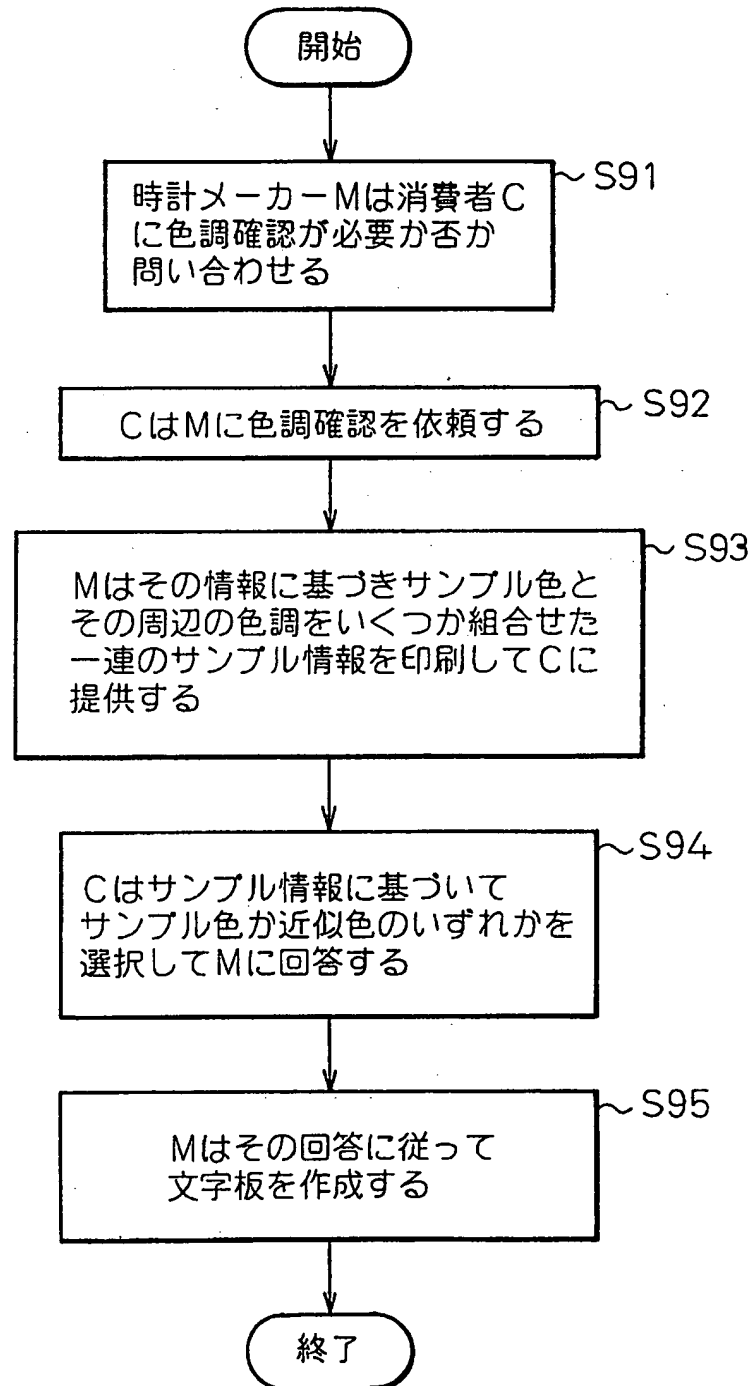 開始
S91
時計メーカーMは消費者C
に色調確認が必要か否か
問い合わせる
S92
CはMに色調確認を依頼する
S93
Mはその情報に基づきサンプル色と
その周辺の色調をいくつか組合せた
一連のサンプル情報を印刷してCに
提供する
S94
Cはサンプル情報に基づいて
サンプル色か近似色のいずれかを
選択してMに回答する
S95
Mはその回答に従って
文字板を作成する
終了